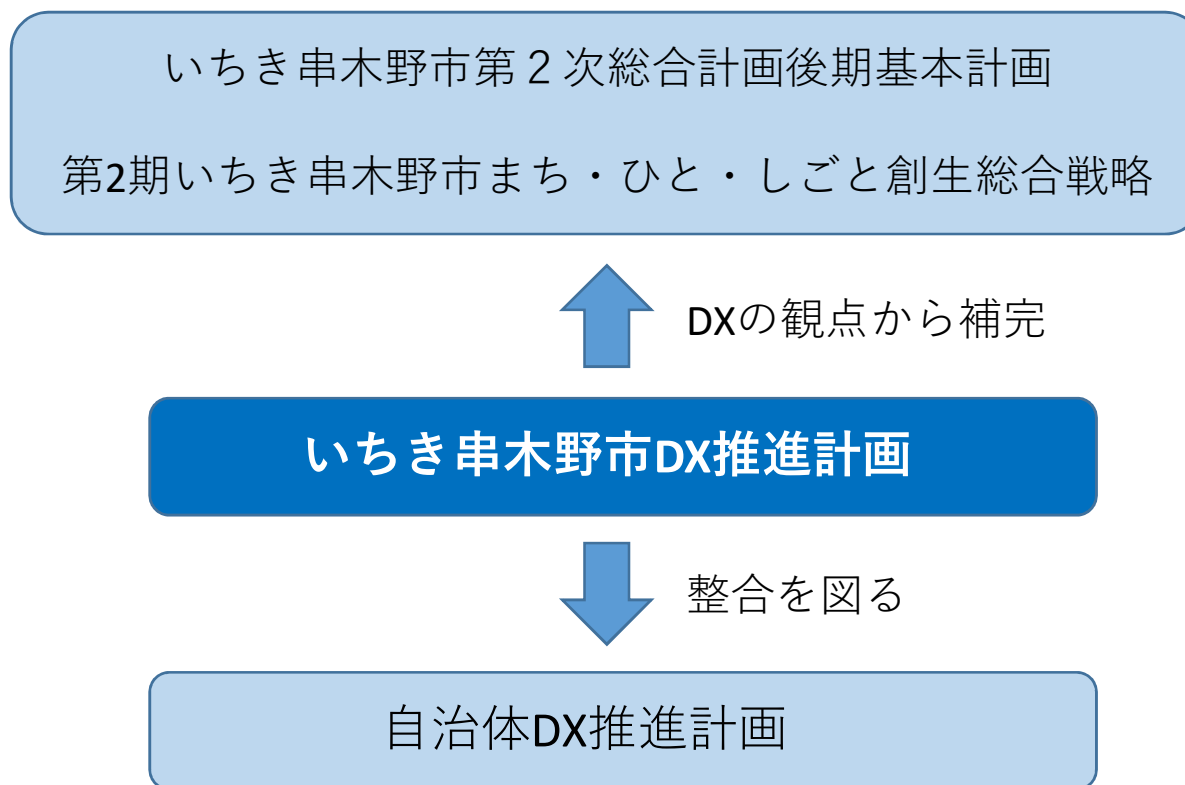 いちき串木野市第２次総合計画後期基本計画
第2期いちき串木野市まち・ひと・しごと創生総合戦略
DXの観点から補完
いちき串木野市DX推進計画
整合を図る
自治体DX推進計画